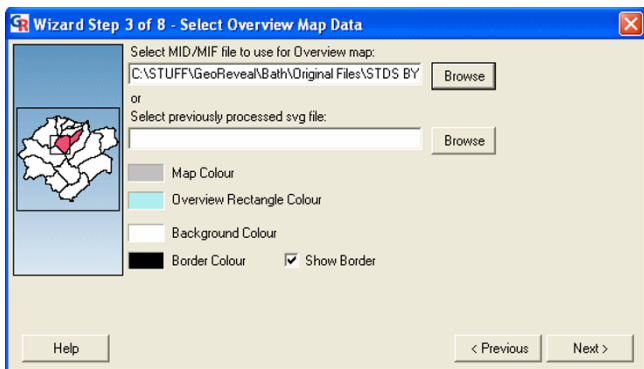 GR Wizard Step 3 of 8 - Select Overview Map Data
Select MID/MIF file to use for Overview map:
C:\STUFF\GeoReveal\Bath\Original Files\STDS BY
Browse
or
Select previously processed svg file:
Browse
Map Colour
Overview Rectangle Colour
Background Colour
Border Colour
Show Border
Help
< Previous
Next >